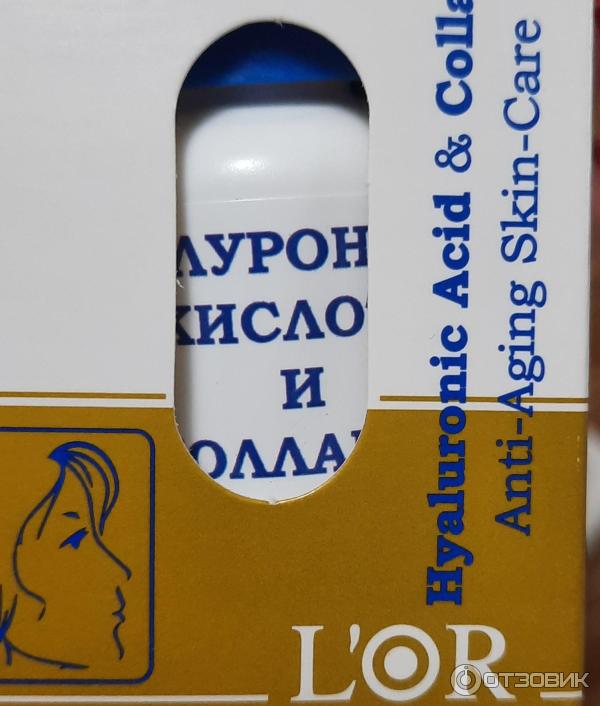 ЛУРОН
КИСЛО
И
ОЛЛА
Hyaluronic Acid & Colla
Anti-Aging Skin-Care
L'OR
ОТЗОВИК